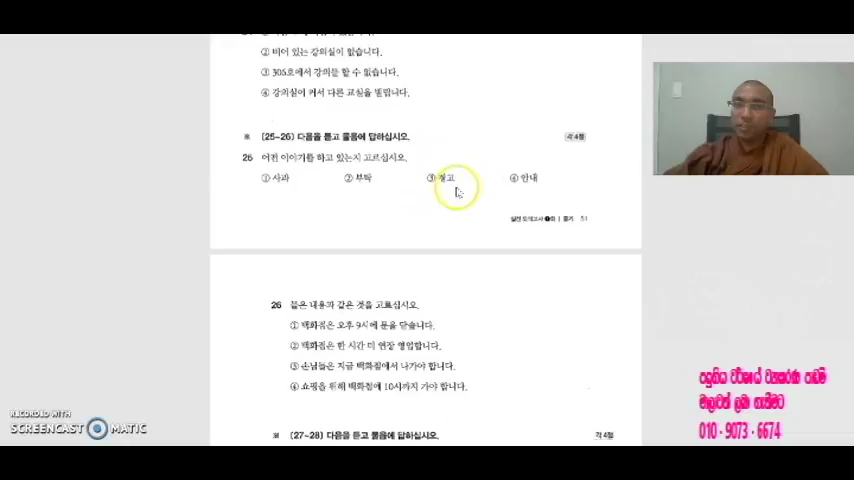 ② 비어 있는 강의실이 없습니다.
③ 306호에서 강의를 할 수 없습니다.
④ 강의실이 커서 다른 교실을 빌립니다.
※ [25~26] 다음을 듣고 물음에 답하십시오. 각 4점
25 어떤 이야기를 하고 있는지 고르십시오.
① 사과 ② 부탁 ③ 경고 ④ 안내
실전 모의고사 ❶회 | 듣기 51
26 들은 내용과 같은 것을 고르십시오.
① 백화점은 오후 9시에 문을 닫습니다.
② 백화점은 한 시간 더 연장 영업합니다.
③ 손님들은 지금 백화점에서 나가야 합니다.
④ 쇼핑을 위해 백화점에 10시까지 가야 합니다.
※ [27~28] 다음을 듣고 물음에 답하십시오. 각 4점
RECORDED WITH
SCREENCAST MATIC
010 - 9073 - 6674